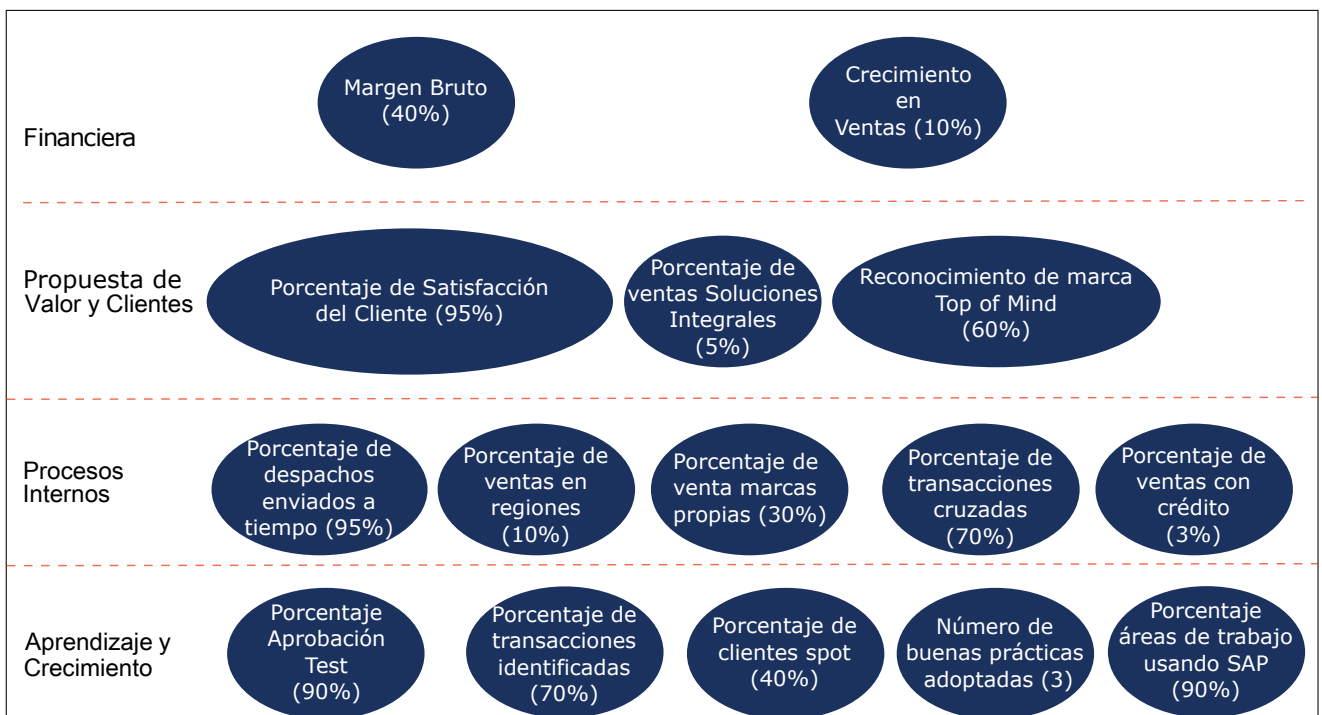 Financiera
Margen Bruto
(40%)
Crecimiento
en
Ventas (10%)
Propuesta de
Valor y Clientes
Porcentaje de Satisfacción
del Cliente (95%)
Porcentaje de
ventas Soluciones
Integrales
(5%)
Reconocimiento de marca
Top of Mind
(60%)
Procesos
Internos
Porcentaje de
despachos
enviados a
tiempo (95%)
Porcentaje de
ventas en
regiones
(10%)
Porcentaje de
venta marcas
propias (30%)
Porcentaje de
transacciones
cruzadas
(70%)
Porcentaje de
ventas con
crédito
(3%)
Aprendizaje y
Crecimiento
Porcentaje
Aprobación
Test
(90%)
Porcentaje de
transacciones
identificadas
(70%)
Porcentaje de
clientes spot
(40%)
Número de
buenas prácticas
adoptadas (3)
Porcentaje
áreas de trabajo
usando SAP
(90%)